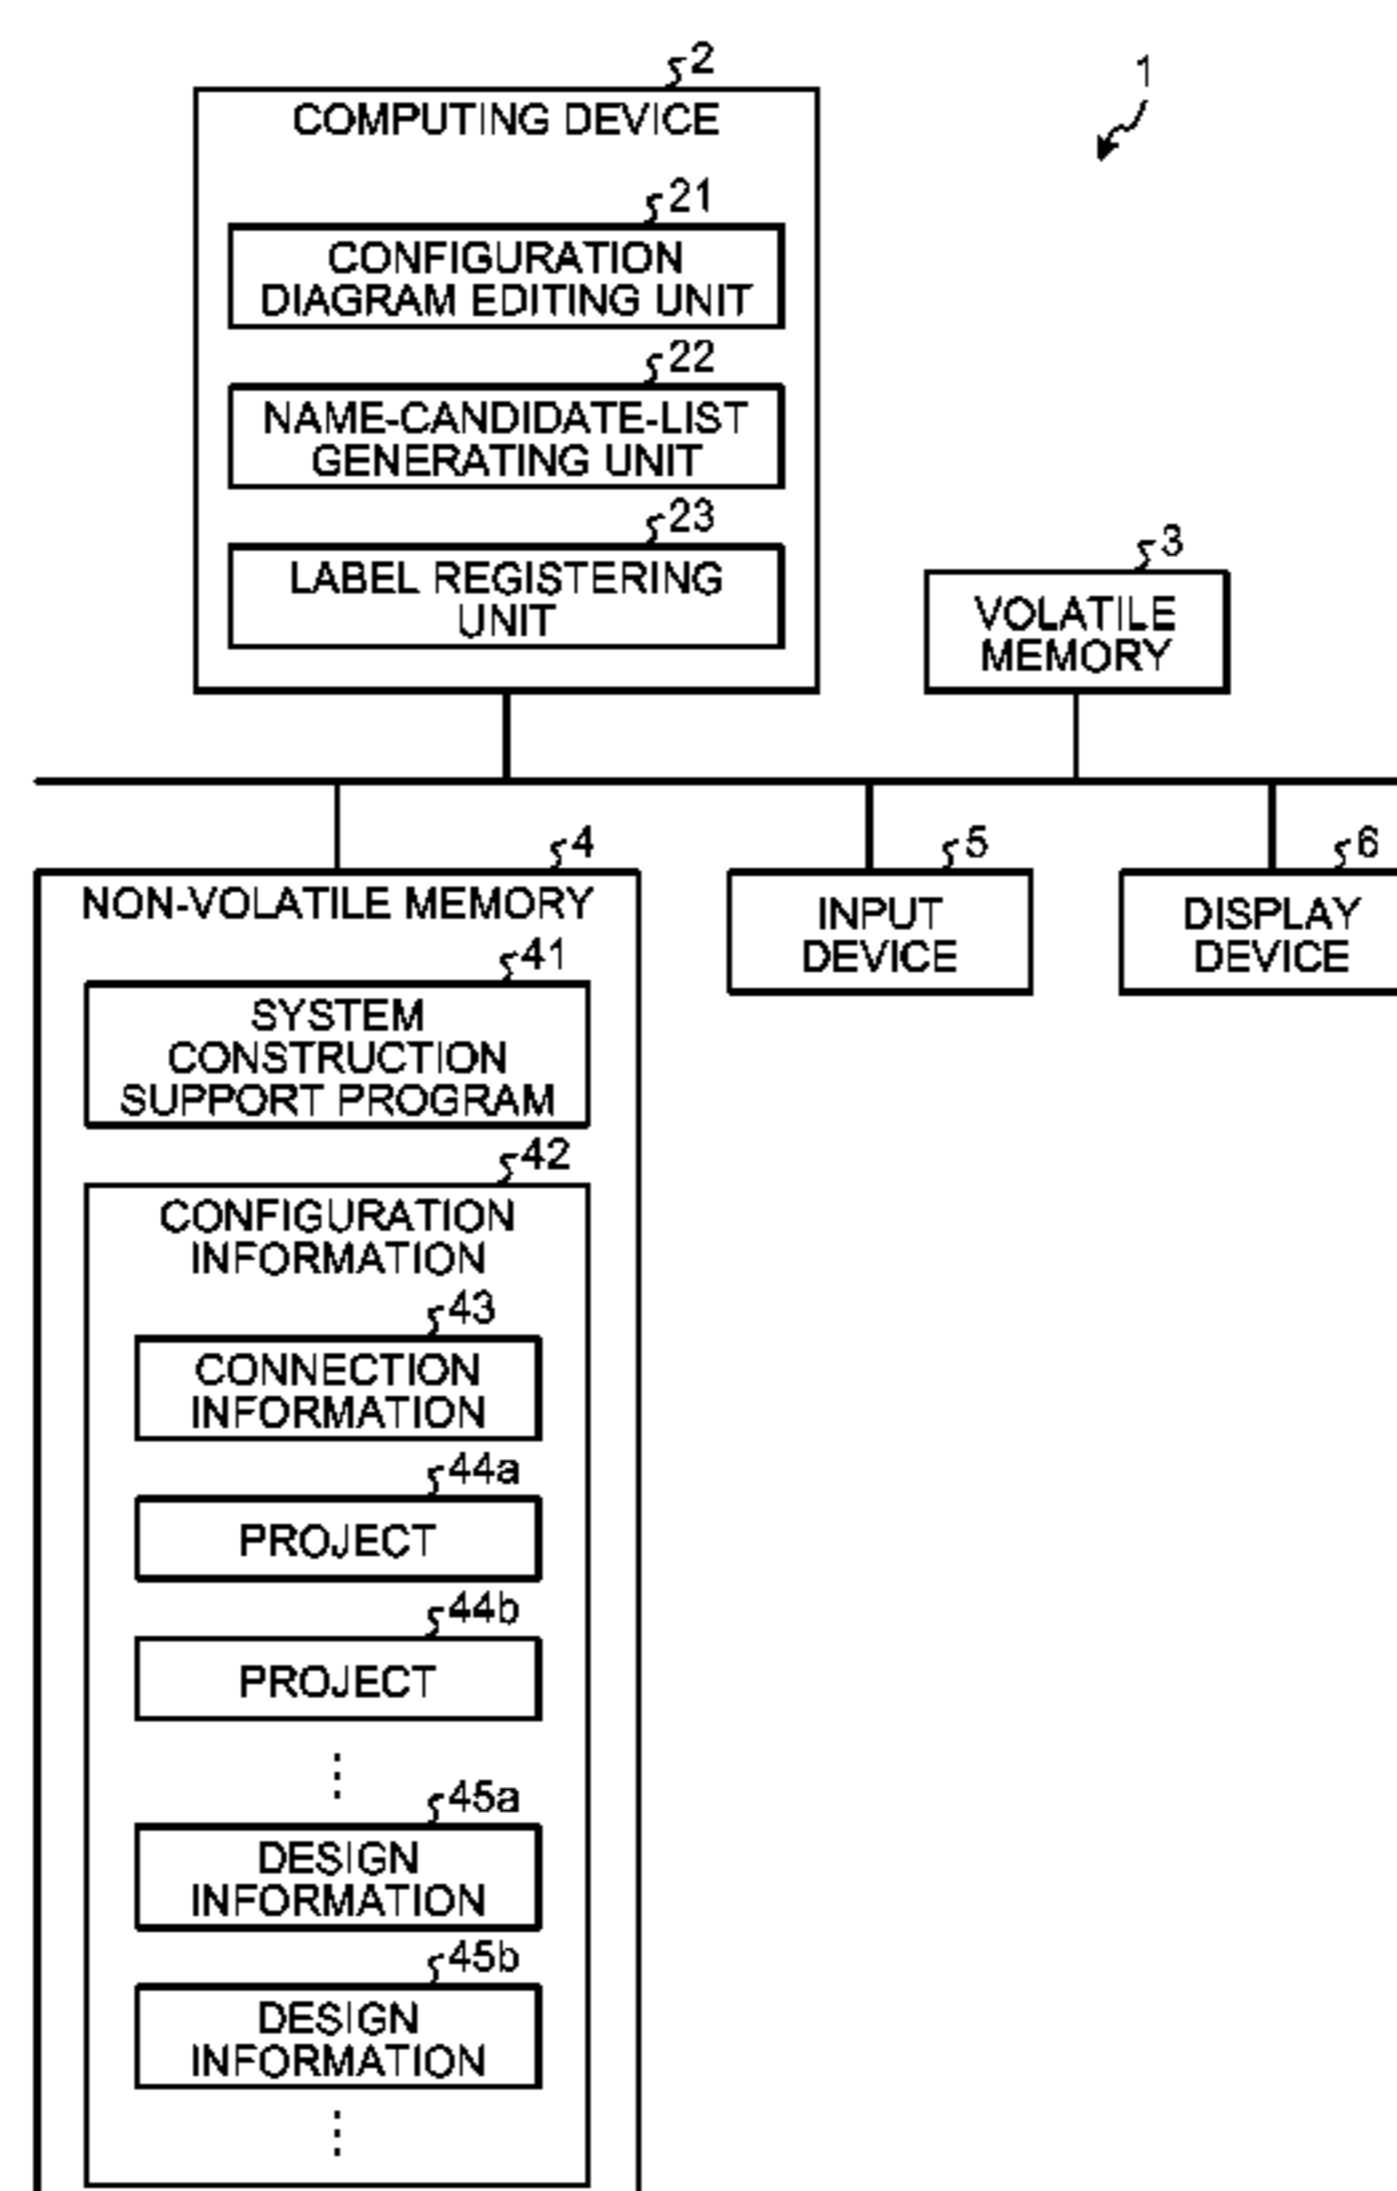 2
1
COMPUTING DEVICE
21
CONFIGURATION
DIAGRAM EDITING UNIT
22
NAME-CANDIDATE-LIST
GENERATING UNIT
23
LABEL REGISTERING
UNIT
3
VOLATILE
MEMORY
4
NON-VOLATILE MEMORY
5
INPUT
DEVICE
6
DISPLAY
DEVICE
41
SYSTEM
CONSTRUCTION
SUPPORT PROGRAM
42
CONFIGURATION
INFORMATION
43
CONNECTION
INFORMATION
44a
PROJECT
44b
PROJECT
⋮
45a
DESIGN
INFORMATION
45b
DESIGN
INFORMATION
⋮